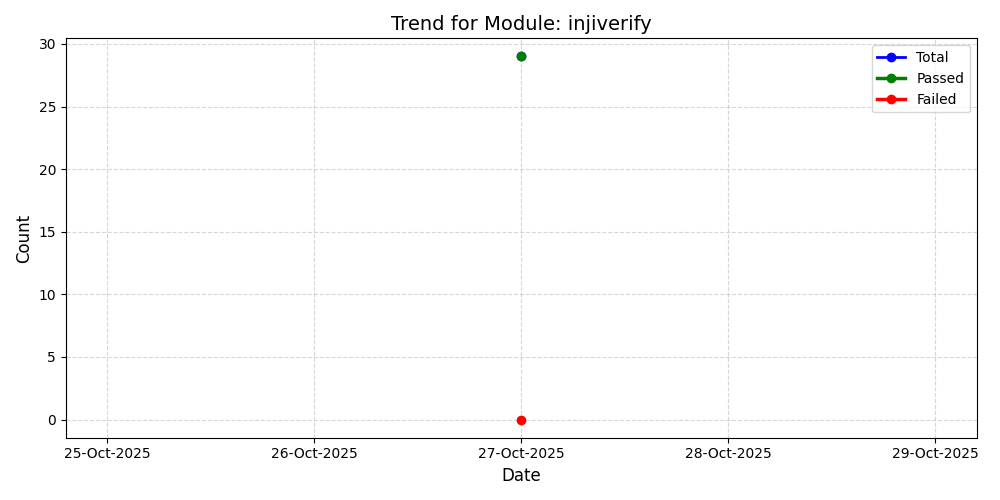 Trend for Module: injiverify
30
25
20
15
10
5
0
Count
Total
Passed
Failed
25-Oct-2025
26-Oct-2025
27-Oct-2025
28-Oct-2025
29-Oct-2025
Date